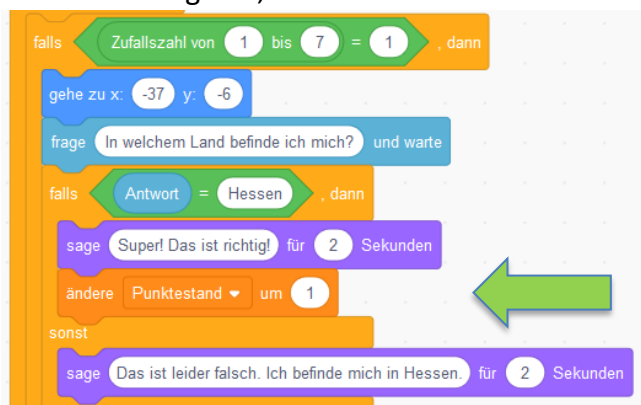 falls Zufallszahl von 1 bis 7 = 1 , dann
gehe zu x: -37 y: -6
frage In welchem Land befinde ich mich? und warte
falls Antwort = Hessen , dann
sage Super! Das ist richtig! für 2 Sekunden
ändere Punktestand um 1
sonst
sage Das ist leider falsch. Ich befinde mich in Hessen. für 2 Sekunden